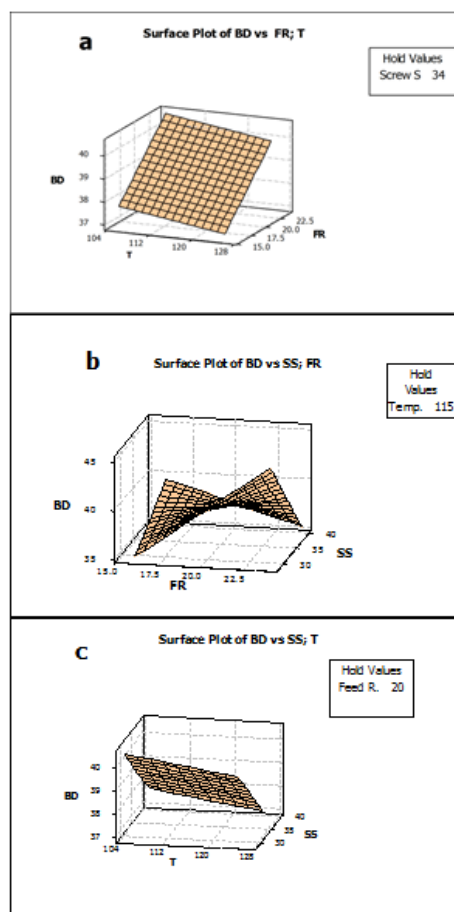 a
Surface Plot of BD vs FR; T
Hold Values
Screw S 34
40
39
38
37
BD
104
112
120
128
T
15.0
17.5
20.0
22.5
FR
b
Surface Plot of BD vs SS; FR
Hold
Values
Temp. 115
45
40
35
BD
15.0
17.5
20.0
22.5
FR
30
35
40
SS
c
Surface Plot of BD vs SS; T
Hold Values
Feed R. 20
40
39
38
37
BD
104
112
120
128
T
30
35
40
SS